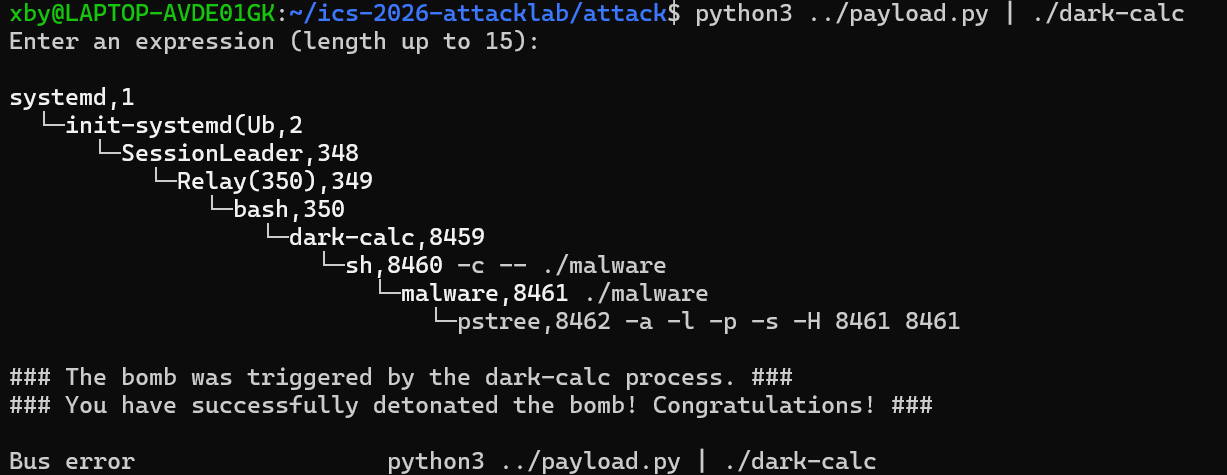 xby@LAPTOP-AVDE01GK:~/ics-2026-attacklab/attack$ python3 ../payload.py | ./dark-calc
Enter an expression (length up to 15):

systemd,1
  └─init-systemd(Ub,2
      └─SessionLeader,348
          └─Relay(350),349
              └─bash,350
                  └─dark-calc,8459
                      └─sh,8460 -c -- ./malware
                          └─malware,8461 ./malware
                              └─pstree,8462 -a -l -p -s -H 8461 8461

### The bomb was triggered by the dark-calc process. ###
### You have successfully detonated the bomb! Congratulations! ###

Bus error                  python3 ../payload.py | ./dark-calc